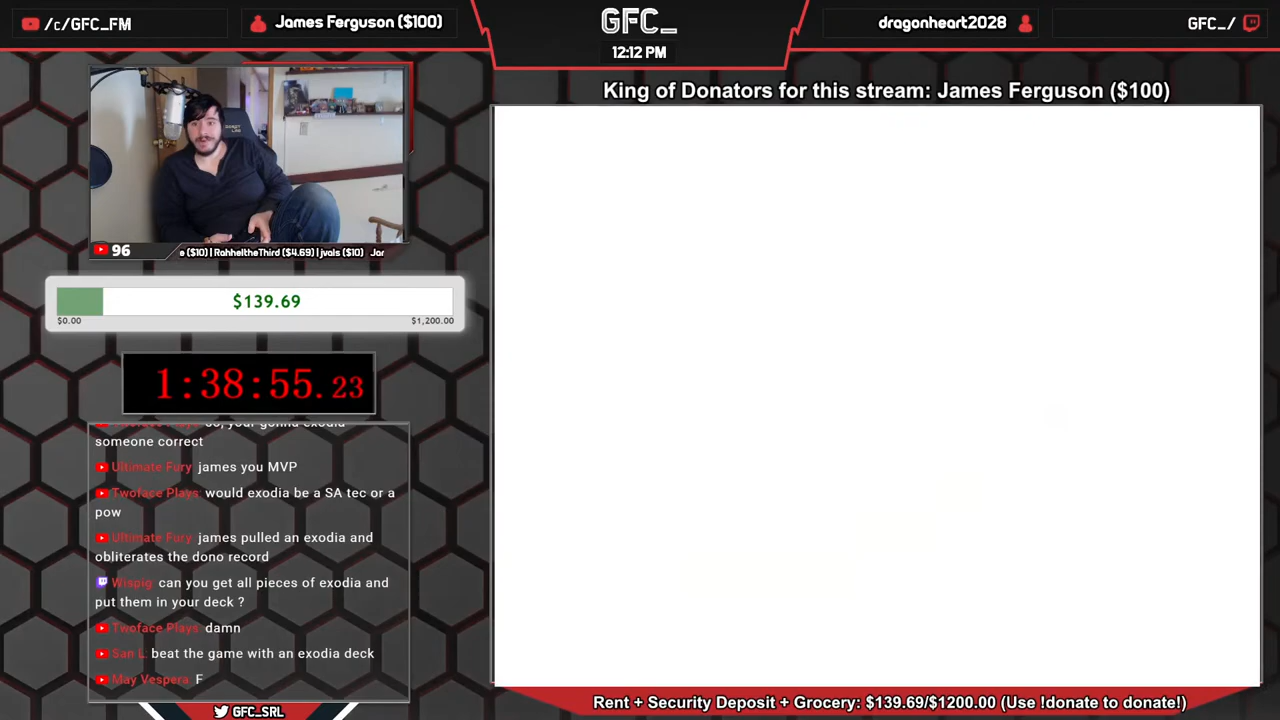 /c/GFC_FM
James Ferguson ($100)
GFC_
12:12 PM
dragonheart2028
GFC_/
King of Donators for this stream: James Ferguson ($100)
96
e ($10) | RahheltheThird ($4.69) | jvals ($10) Jar
$139.69
$0.00
$1,200.00
1:38:55.23
someone correct
Ultimate Fury: james you MVP
Twoface Plays: would exodia be a SA tec or a
pow
Ultimate Fury: james pulled an exodia and
obliterates the dono record
Wispig: can you get all pieces of exodia and
put them in your deck ?
Twoface Plays: damn
San L: beat the game with an exodia deck
May Vespera: F
GFC_SRL
Rent + Security Deposit + Grocery: $139.69/$1200.00 (Use !donate to donate!)